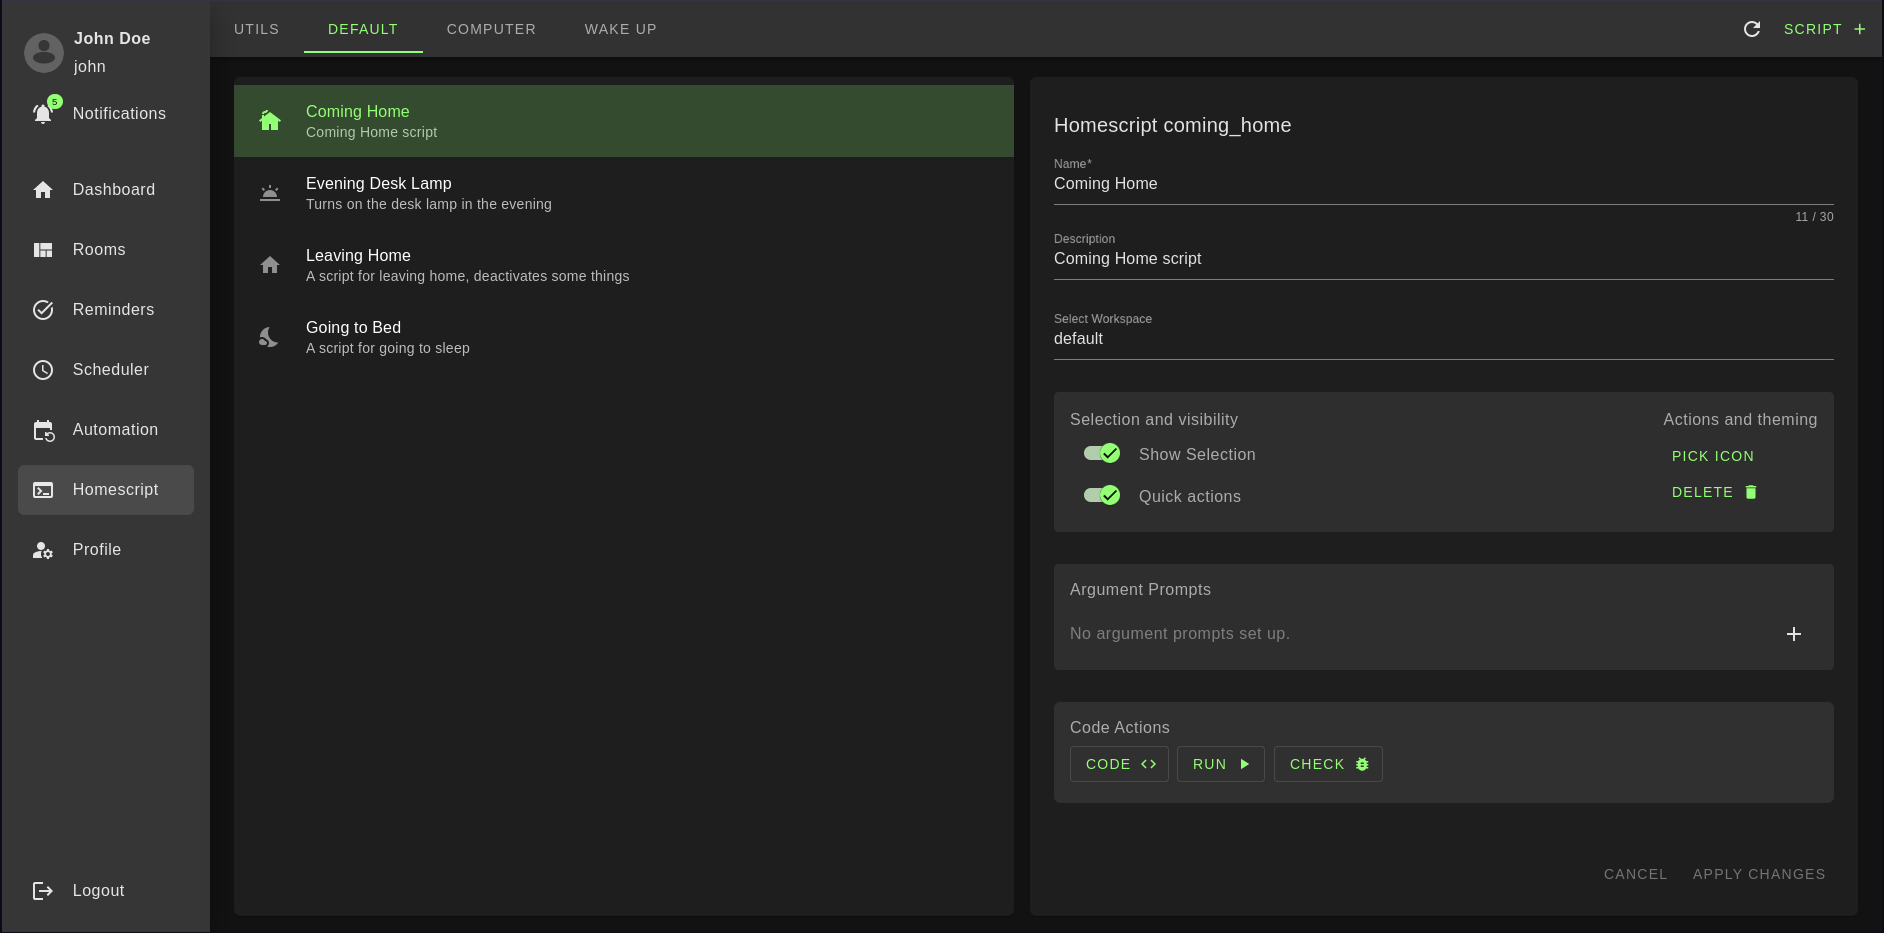 John Doe
john
5
Notifications
Dashboard
Rooms
Reminders
Scheduler
Automation
Homescript
Profile
Logout
UTILS DEFAULT COMPUTER WAKE UP
SCRIPT
Coming Home
Coming Home script
Evening Desk Lamp
Turns on the desk lamp in the evening
Leaving Home
A script for leaving home, deactivates some things
Going to Bed
A script for going to sleep
Homescript coming_home
Name*
Coming Home
11 / 30
Description
Coming Home script
Select Workspace
default
Selection and visibility
Show Selection
Quick actions
Actions and theming
PICK ICON
DELETE
Argument Prompts
No argument prompts set up.
Code Actions
CODE RUN CHECK
CANCEL APPLY CHANGES